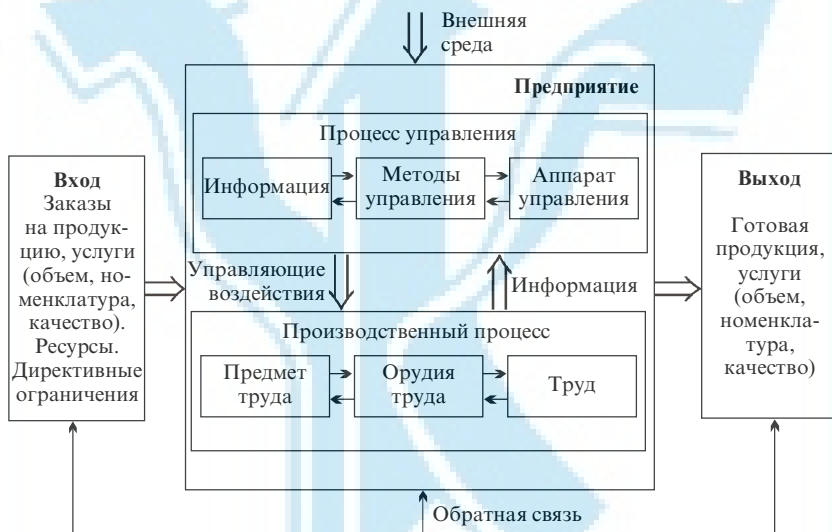 Внешняя
среда
Предприятие
Процесс управления
Информация
Методы
управления
Аппарат
управления
Вход
Заказы
на продук-
цию, услуги
(объем, но-
менклатура,
качество).
Ресурсы.
Директивные
ограничения
Управляющие
воздействия
Информация
Производственный процесс
Предмет
труда
Орудия
труда
Труд
Выход
Готовая
продукция,
услуги
(объем,
номенкла-
тура,
качество)
Обратная связь